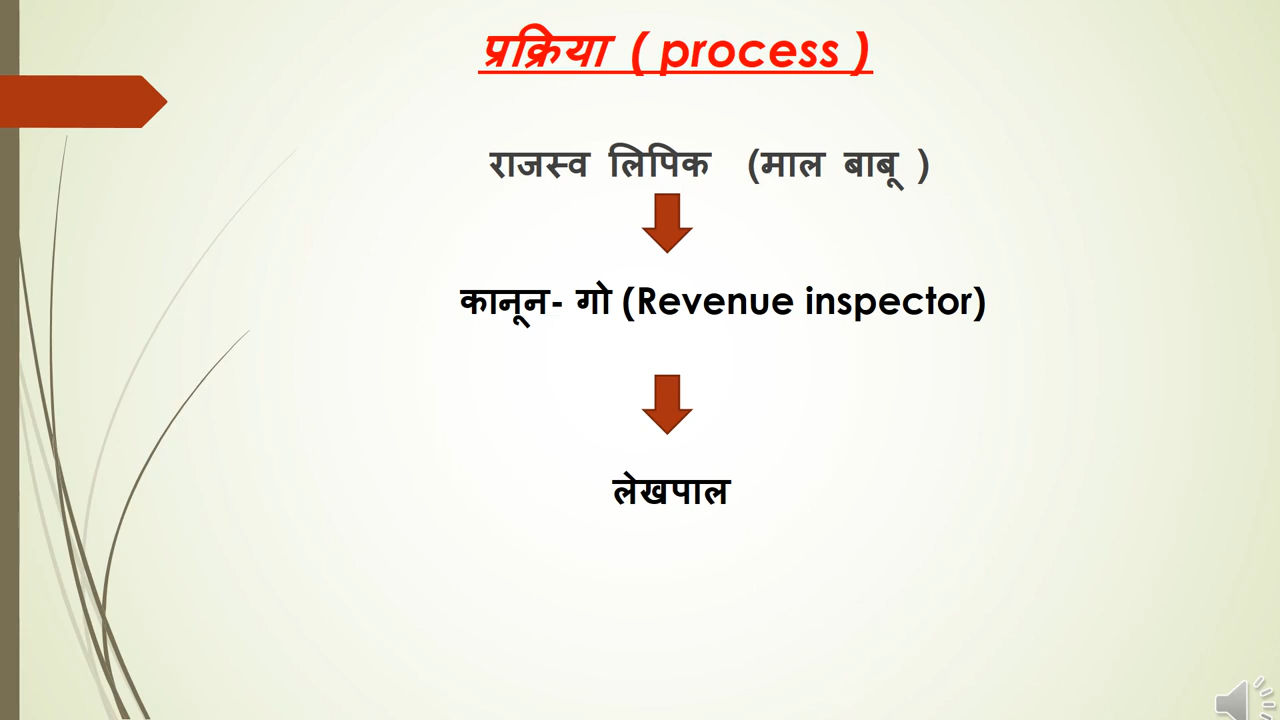 प्रक्रिया ( process )
राजस्व लिपिक (माल बाबू )
कानून- गो (Revenue inspector)
लेखपाल